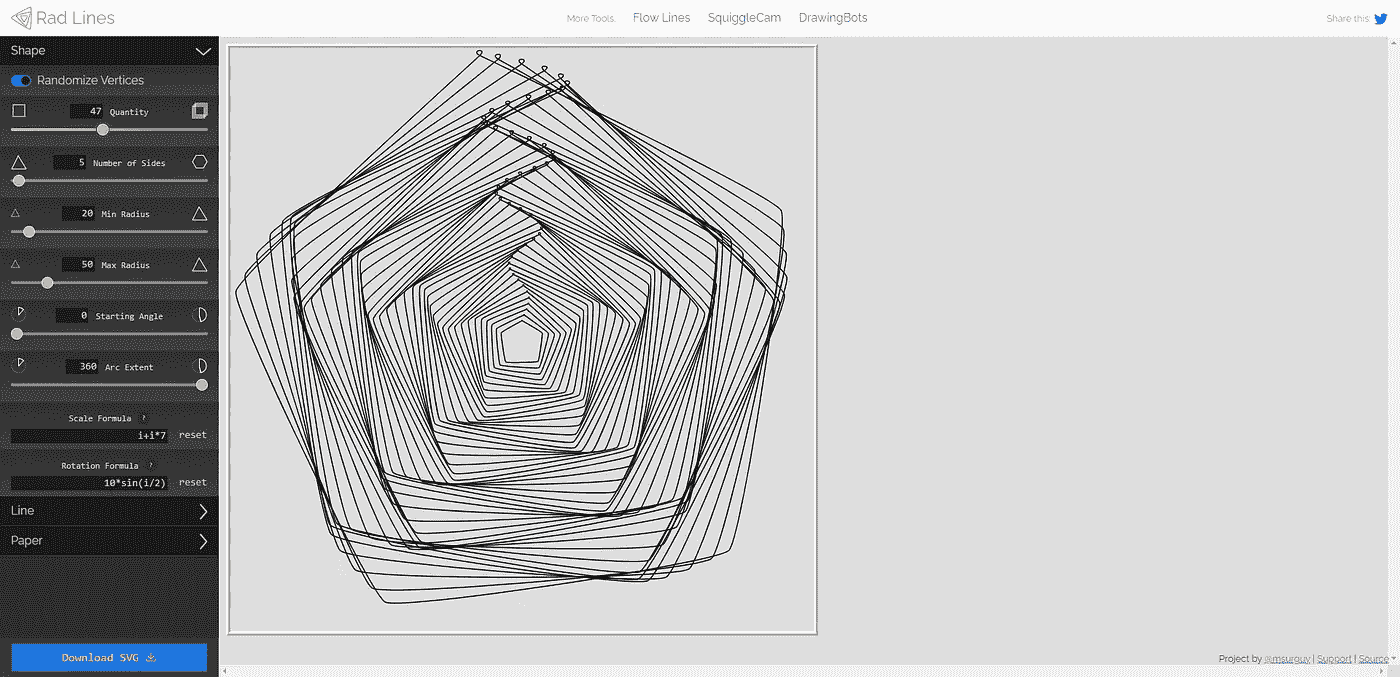 Rad Lines
More Tools: Flow Lines SquiggleCam DrawingBots
Share this:
Shape
Randomize Vertices
47 Quantity
5 Number of Sides
20 Min Radius
50 Max Radius
0 Starting Angle
360 Arc Extent
Scale Formula ?
i+i*7 reset
Rotation Formula ?
10*sin(i/2) reset
Line
Paper
Download SVG
Project by @msurguy | Support | Source